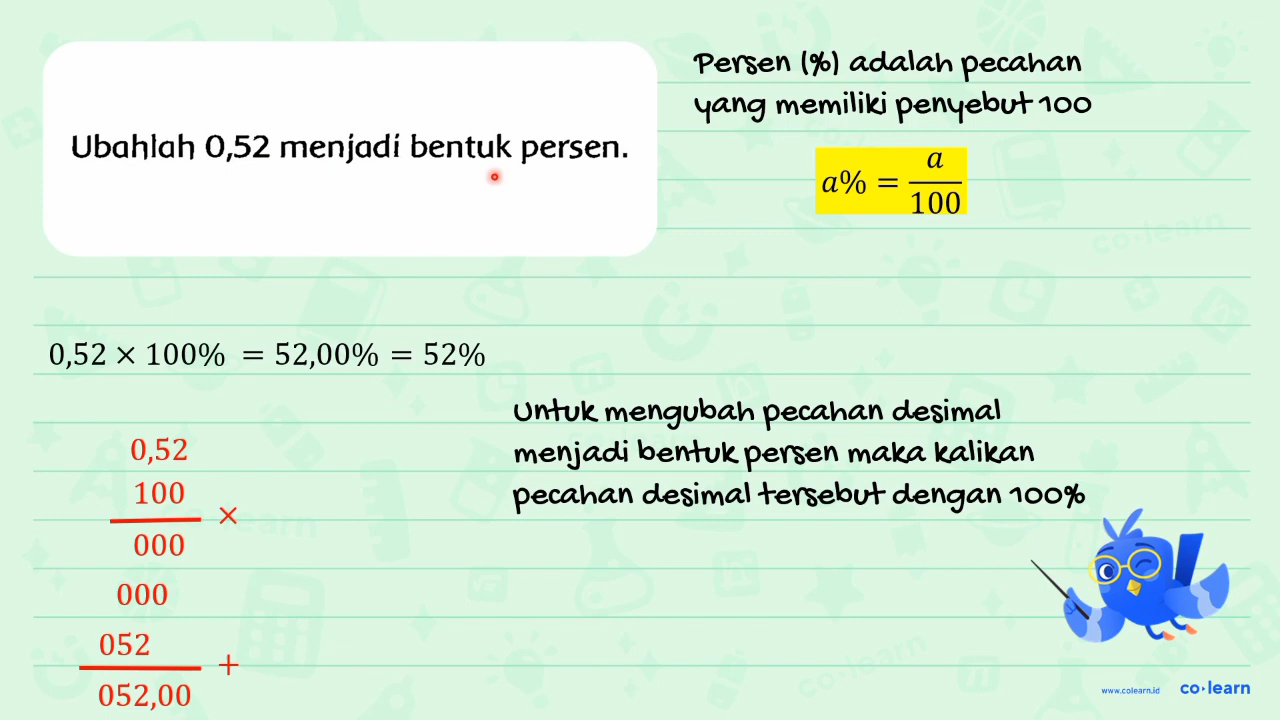 Ubahlah 0,52 menjadi bentuk persen.
Persen (%) adalah pecahan
yang memiliki penyebut 100
a% = a/100
0,52 × 100% = 52,00% = 52%
0,52
100
×
000
000
052
+
052,00
Untuk mengubah pecahan desimal
menjadi bentuk persen maka kalikan
pecahan desimal tersebut dengan 100%
www.colearn.id
co·learn